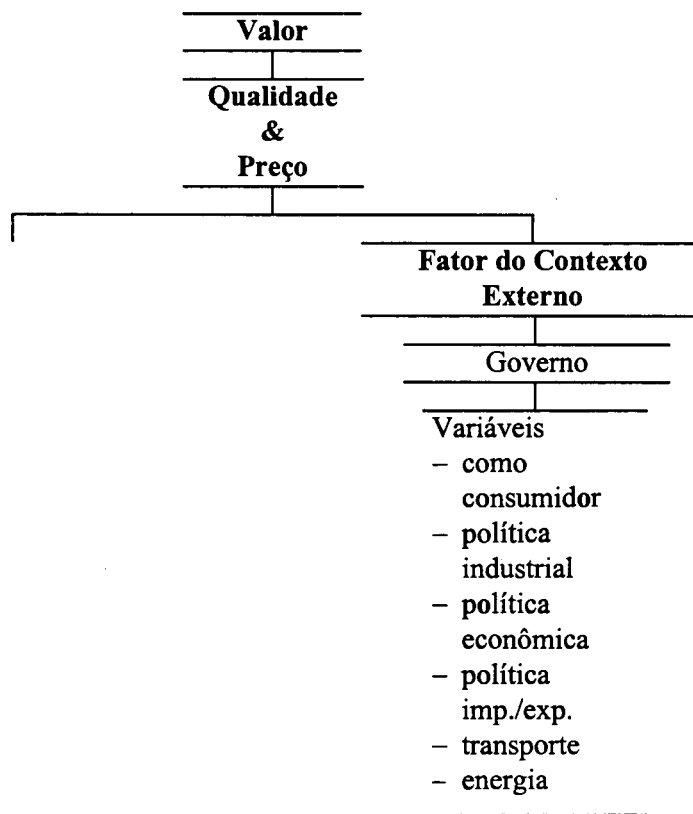 Valor
Qualidade
&
Preço
Fator do Contexto
Externo
Governo
Variáveis
– como
consumidor
– política
industrial
– política
econômica
– política
imp./exp.
– transporte
– energia